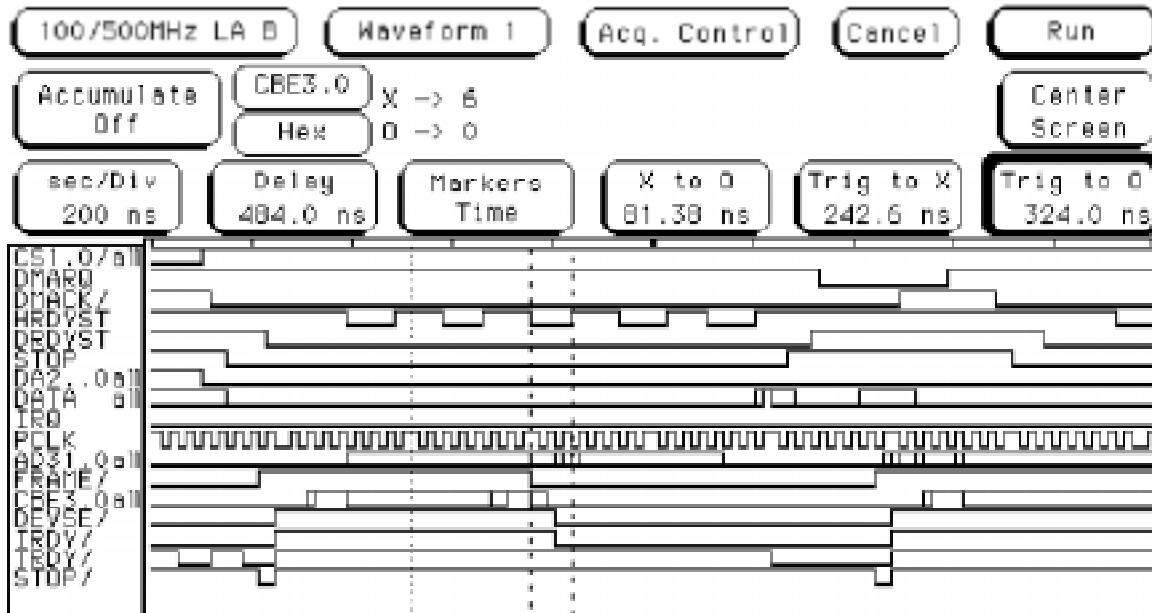 100/500MHz LA B Waveform 1 Acq. Control Cancel Run
Accumulate Off CBE3.0 X -> 6 Center Screen
Hex O -> 0
sec/Div 200 ns Delay 484.0 ns Markers Time X to O 81.38 ns Trig to X 242.6 ns Trig to O 324.0 ns
CS1.0/all
DMARQ
DMACK/
HRDYST
DRDYST
STOP
DA2..0all
DATA all
IRQ
PCLK
AD31.0all
FRAME/
CBE3.0all
DEVSE/
IRDY/
TRDY/
STOP/